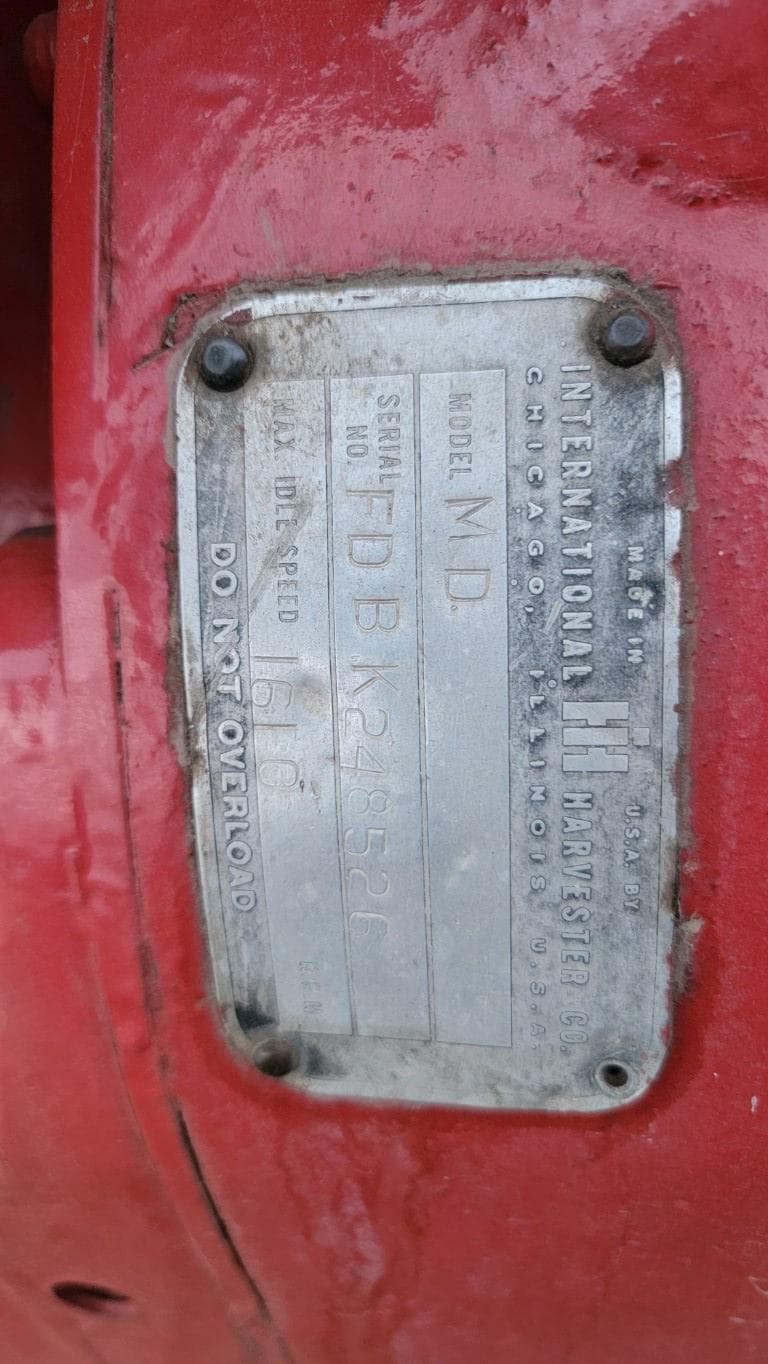 MADE IN U.S.A. BY
INTERNATIONAL IH HARVESTER CO.
CHICAGO, ILLINOIS U.S.A.
MODEL M.D.
SERIAL NO. FDBK248526
MAX. IDLE SPEED 1610 R.P.M.
DO NOT OVERLOAD